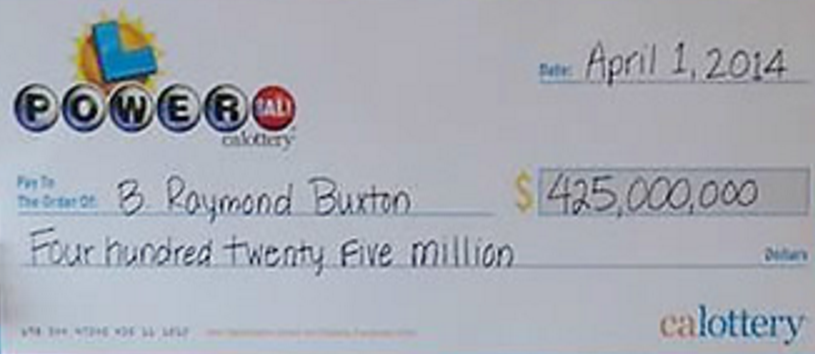 L
POWERBALL
calottery
Date: April 1, 2014
Pay To
The Order Of: B Raymond Buxton $ 425,000,000
Four hundred twenty Five million Dollars
calottery